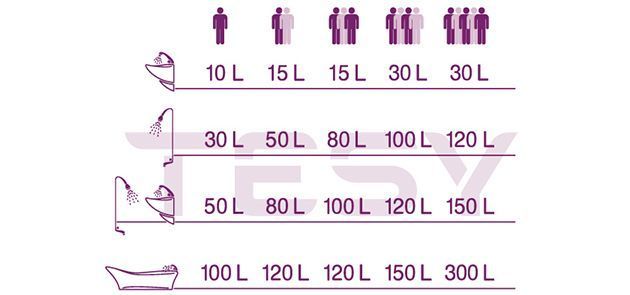 10 L 15 L 15 L 30 L 30 L
30 L 50 L 80 L 100 L 120 L
TESY
50 L 80 L 100 L 120 L 150 L
100 L 120 L 120 L 150 L 300 L